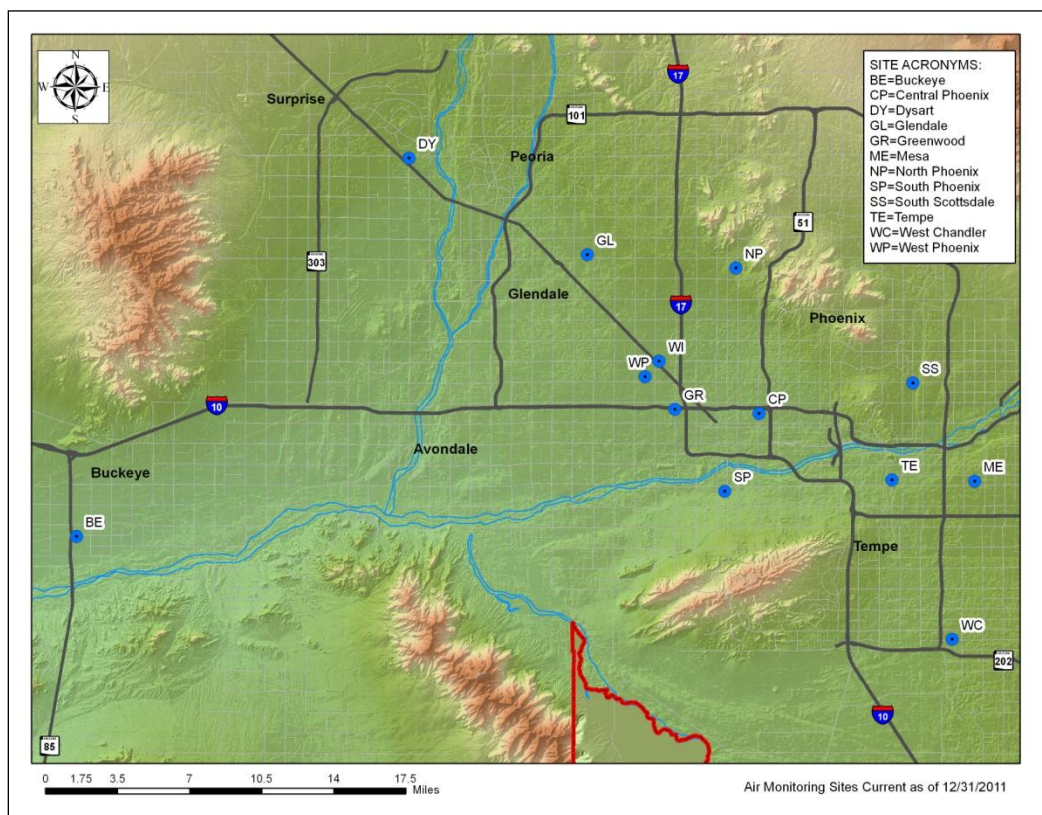 N
W E
S
Surprise
17
101
SITE ACRONYMS:
BE=Buckeye
CP=Central Phoenix
DY=Dysart
GL=Glendale
GR=Greenwood
ME=Mesa
NP=North Phoenix
SP=South Phoenix
SS=South Scottsdale
TE=Tempe
WC=West Chandler
WP=West Phoenix
DY
Peoria
51
303
GL
NP
Glendale
17
Phoenix
WI
WP
SS
10
GR
CP
Avondale
Buckeye
TE
ME
SP
BE
Tempe
WC
202
10
85
0 1.75 3.5 7 10.5 14 17.5
Miles
Air Monitoring Sites Current as of 12/31/2011